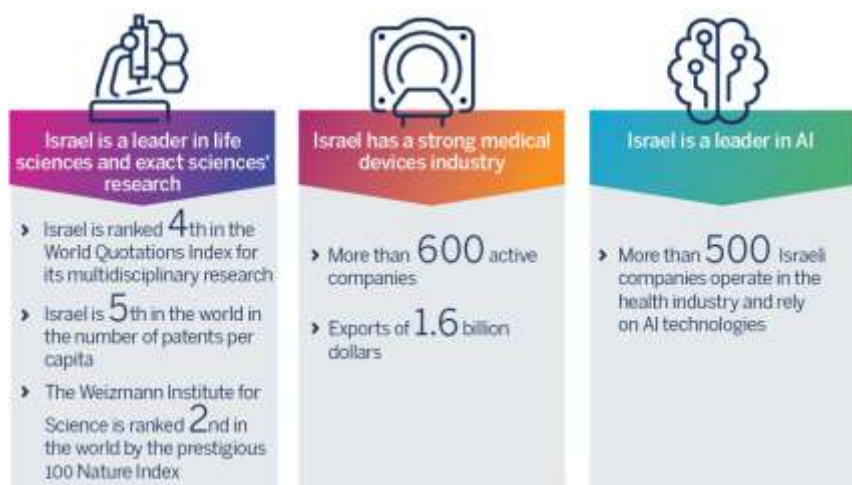 Israel is a leader in life
sciences and exact sciences'
research
› Israel is ranked 4th in the
World Quotations Index for
its multidisciplinary research
› Israel is 5th in the world in
the number of patents per
capita
› The Weizmann Institute for
Science is ranked 2nd in
the world by the prestigious
100 Nature Index
Israel has a strong medical
devices industry
› More than 600 active
companies
› Exports of 1.6 billion
dollars
Israel is a leader in AI
› More than 500 Israeli
companies operate in the
health industry and rely
on AI technologies